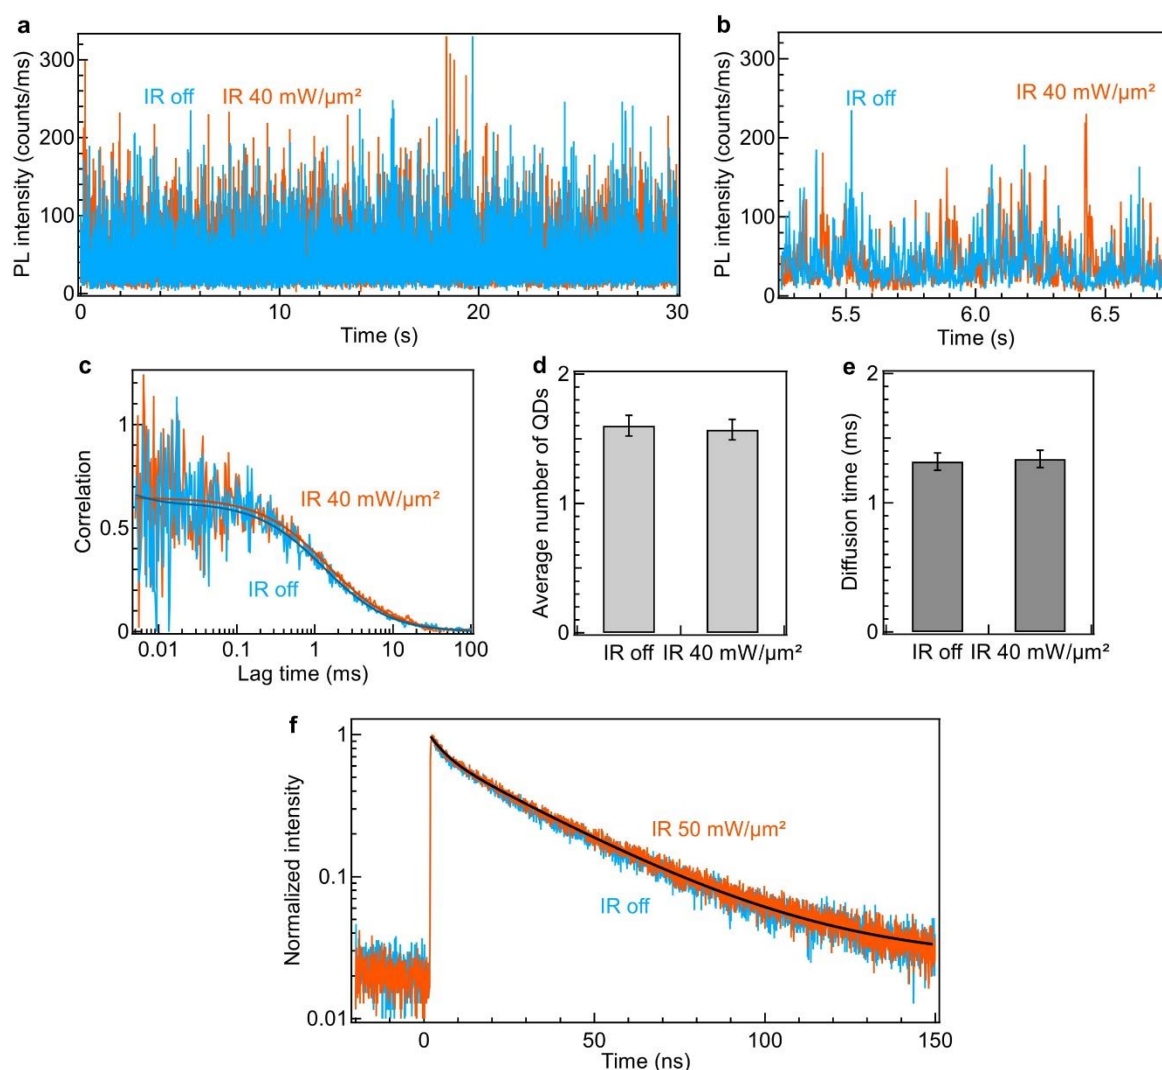 a
PL intensity (counts/ms)
300
200
100
0
IR off
IR 40 mW/µm²
0
10
20
30
Time (s)
b
PL intensity (counts/ms)
300
200
100
0
IR off
IR 40 mW/µm²
5.5
6.0
6.5
Time (s)
c
Correlation
1
0.5
0
IR 40 mW/µm²
IR off
0.01
0.1
1
10
100
Lag time (ms)
d
Average number of QDs
2
1
0
IR off
IR 40 mW/µm²
e
Diffusion time (ms)
2
1
0
IR off
IR 40 mW/µm²
f
Normalized intensity
1
0.1
0.01
IR 50 mW/µm²
IR off
0
50
100
150
Time (ns)